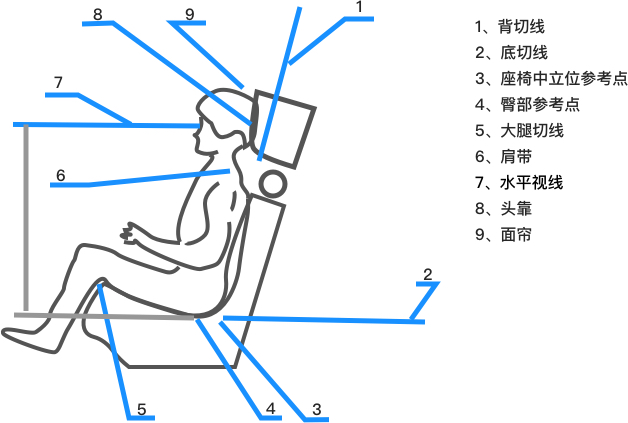 8
9
1
7
6
2
5
4
3
1、背切线
2、底切线
3、座椅中立位参考点
4、臀部参考点
5、大腿切线
6、肩带
7、水平视线
8、头靠
9、面帘